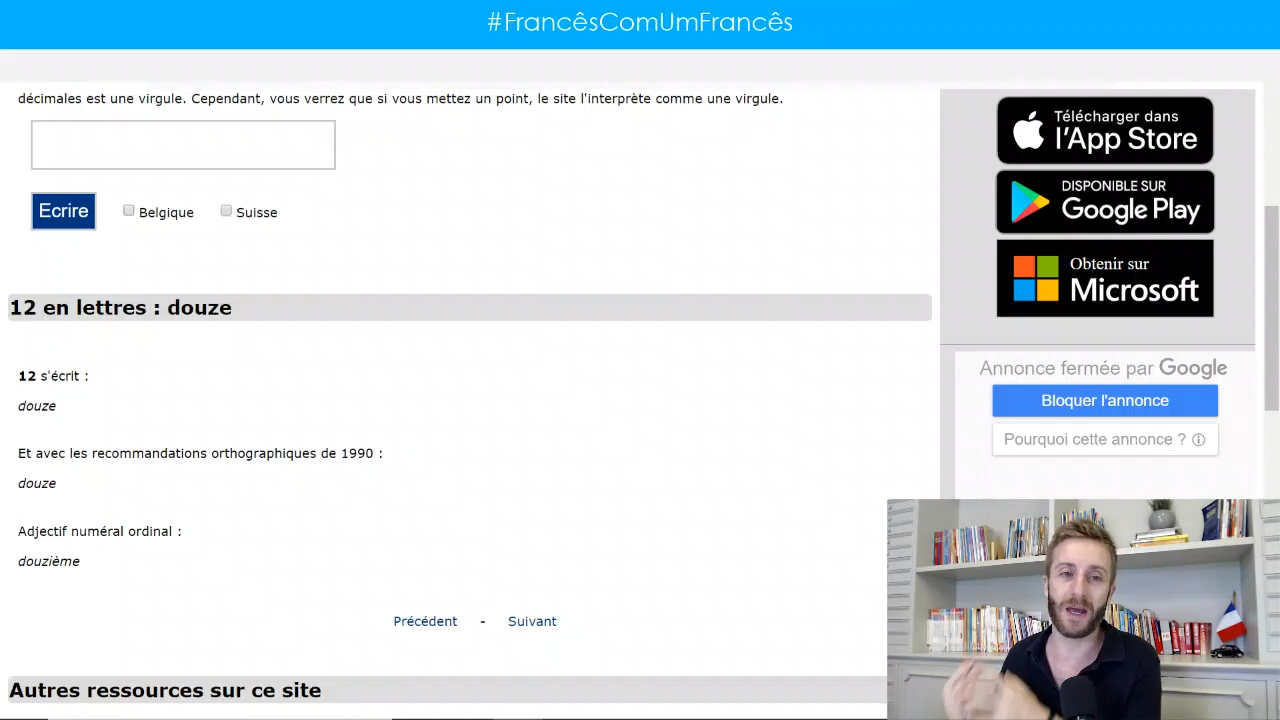 #FrancêsComUmFrancês
décimales est une virgule. Cependant, vous verrez que si vous mettez un point, le site l'interprète comme une virgule.
Ecrire
Belgique
Suisse
12 en lettres : douze
12 s'écrit :
douze
Et avec les recommandations orthographiques de 1990 :
douze
Adjectif numéral ordinal :
douzième
Précédent - Suivant
Autres ressources sur ce site
Télécharger dans
l'App Store
DISPONIBLE SUR
Google Play
Obtenir sur
Microsoft
Annonce fermée par Google
Bloquer l'annonce
Pourquoi cette annonce ?